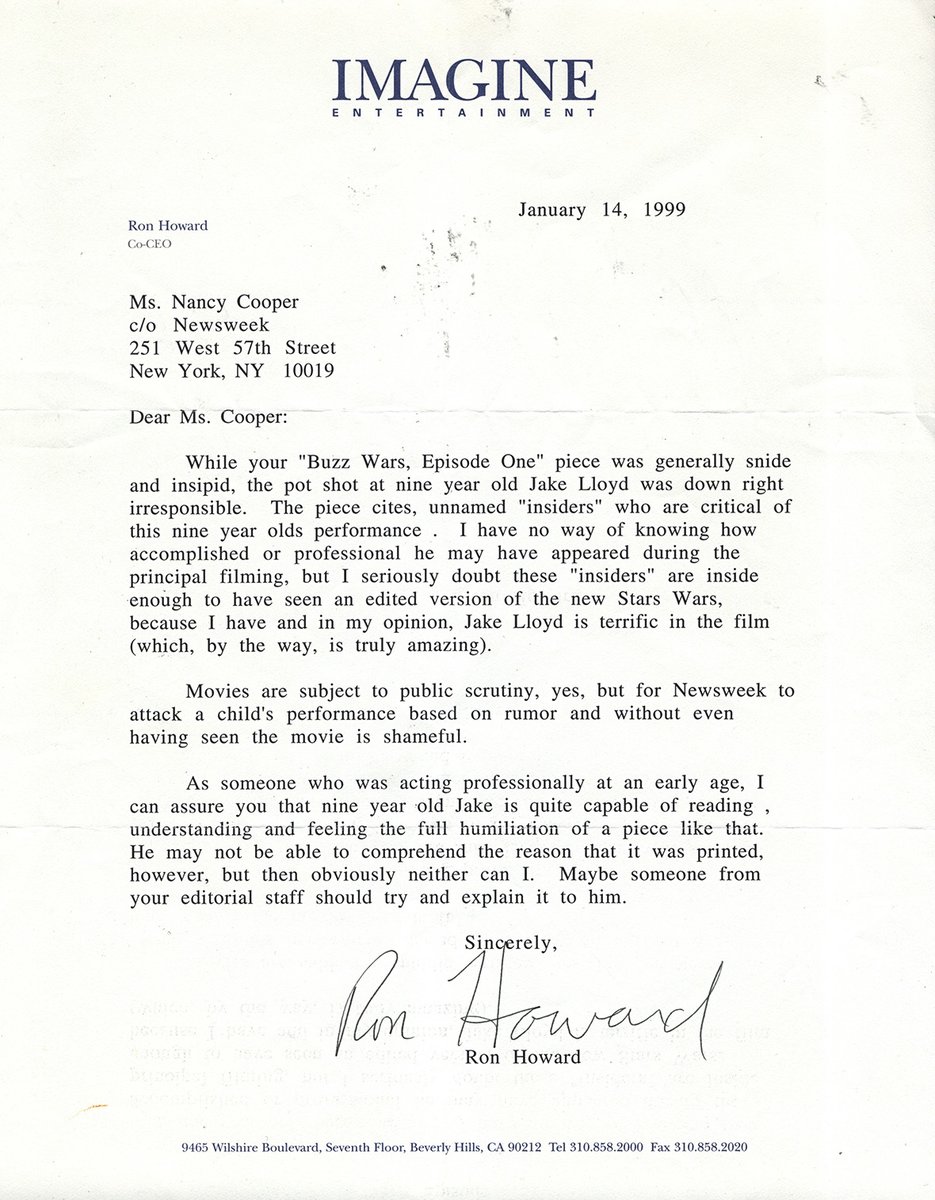 IMAGINE
ENTERTAINMENT
January 14, 1999
Ron Howard
Co-CEO
Ms. Nancy Cooper
c/o Newsweek
251 West 57th Street
New York, NY 10019
Dear Ms. Cooper:
While your "Buzz Wars, Episode One" piece was generally snide
and insipid, the pot shot at nine year old Jake Lloyd was down right
irresponsible. The piece cites, unnamed "insiders" who are critical of
this nine year olds performance . I have no way of knowing how
accomplished or professional he may have appeared during the
principal filming, but I seriously doubt these "insiders" are inside
enough to have seen an edited version of the new Stars Wars,
because I have and in my opinion, Jake Lloyd is terrific in the film
(which, by the way, is truly amazing).
Movies are subject to public scrutiny, yes, but for Newsweek to
attack a child's performance based on rumor and without even
having seen the movie is shameful.
As someone who was acting professionally at an early age, I
can assure you that nine year old Jake is quite capable of reading ,
understanding and feeling the full humiliation of a piece like that.
He may not be able to comprehend the reason that it was printed,
however, but then obviously neither can I. Maybe someone from
your editorial staff should try and explain it to him.
Sincerely,
Ron Howard
Ron Howard
9465 Wilshire Boulevard, Seventh Floor, Beverly Hills, CA 90212 Tel 310.858.2000 Fax 310.858.2020